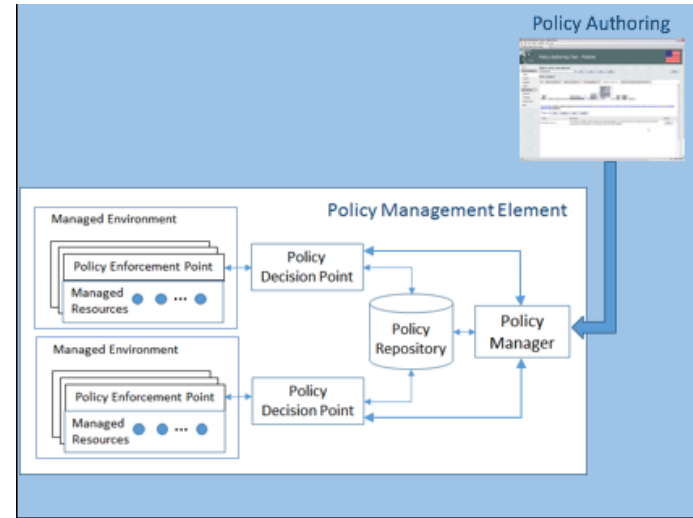 Policy Authoring
Policy Management Element
Managed Environment
Policy Enforcement Point
Managed
Resources
...
Policy
Decision Point
Policy
Repository
Policy
Manager
Managed Environment
Policy Enforcement Point
Managed
Resources
...
Policy
Decision Point